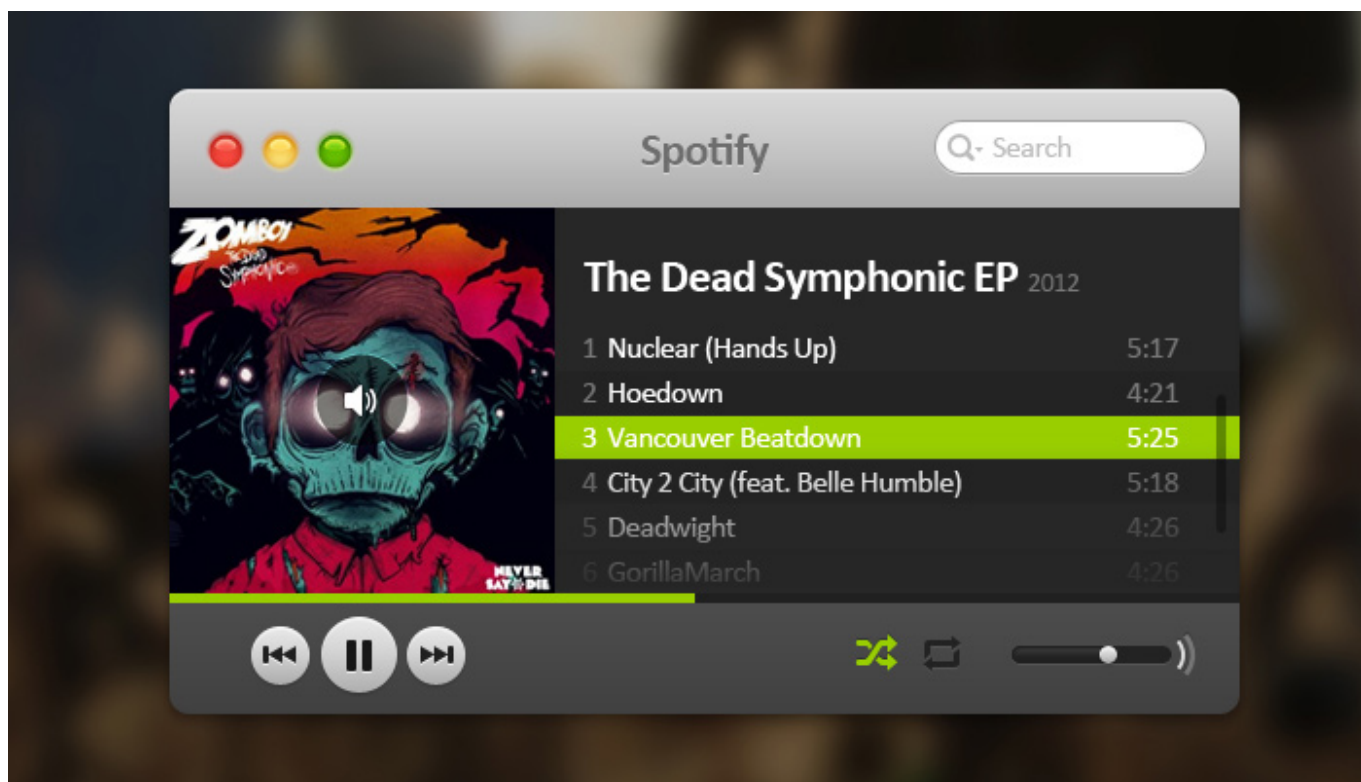 Spotify
Search
ZOMBOY
THE DEAD
SYMPHONIC EP
NEVER
SAY DIE
The Dead Symphonic EP 2012
1 Nuclear (Hands Up) 5:17
2 Hoedown 4:21
3 Vancouver Beatdown 5:25
4 City 2 City (feat. Belle Humble) 5:18
5 Deadwight 4:26
6 GorillaMarch 4:26